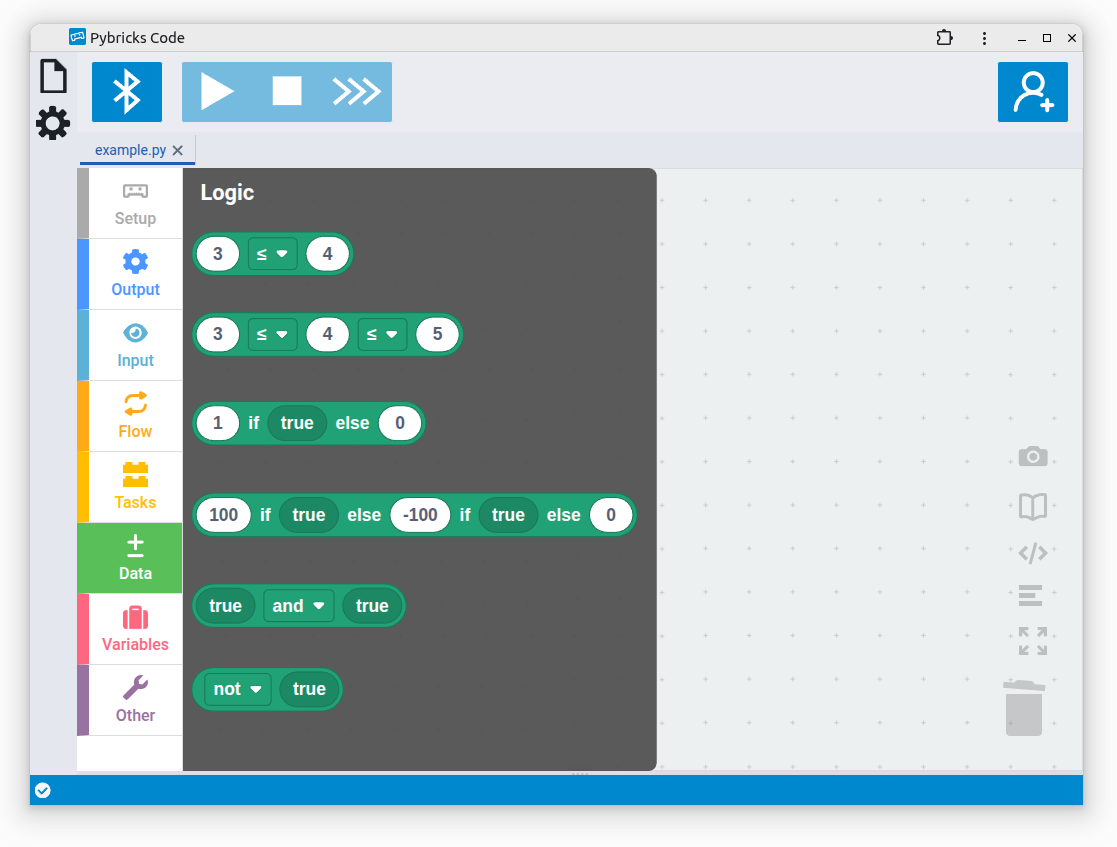 Pybricks Code
example.py
Setup
Output
Input
Flow
Tasks
Data
Variables
Other
Logic
3 ≤ 4
3 ≤ 4 ≤ 5
1 if true else 0
100 if true else -100 if true else 0
true and true
not true